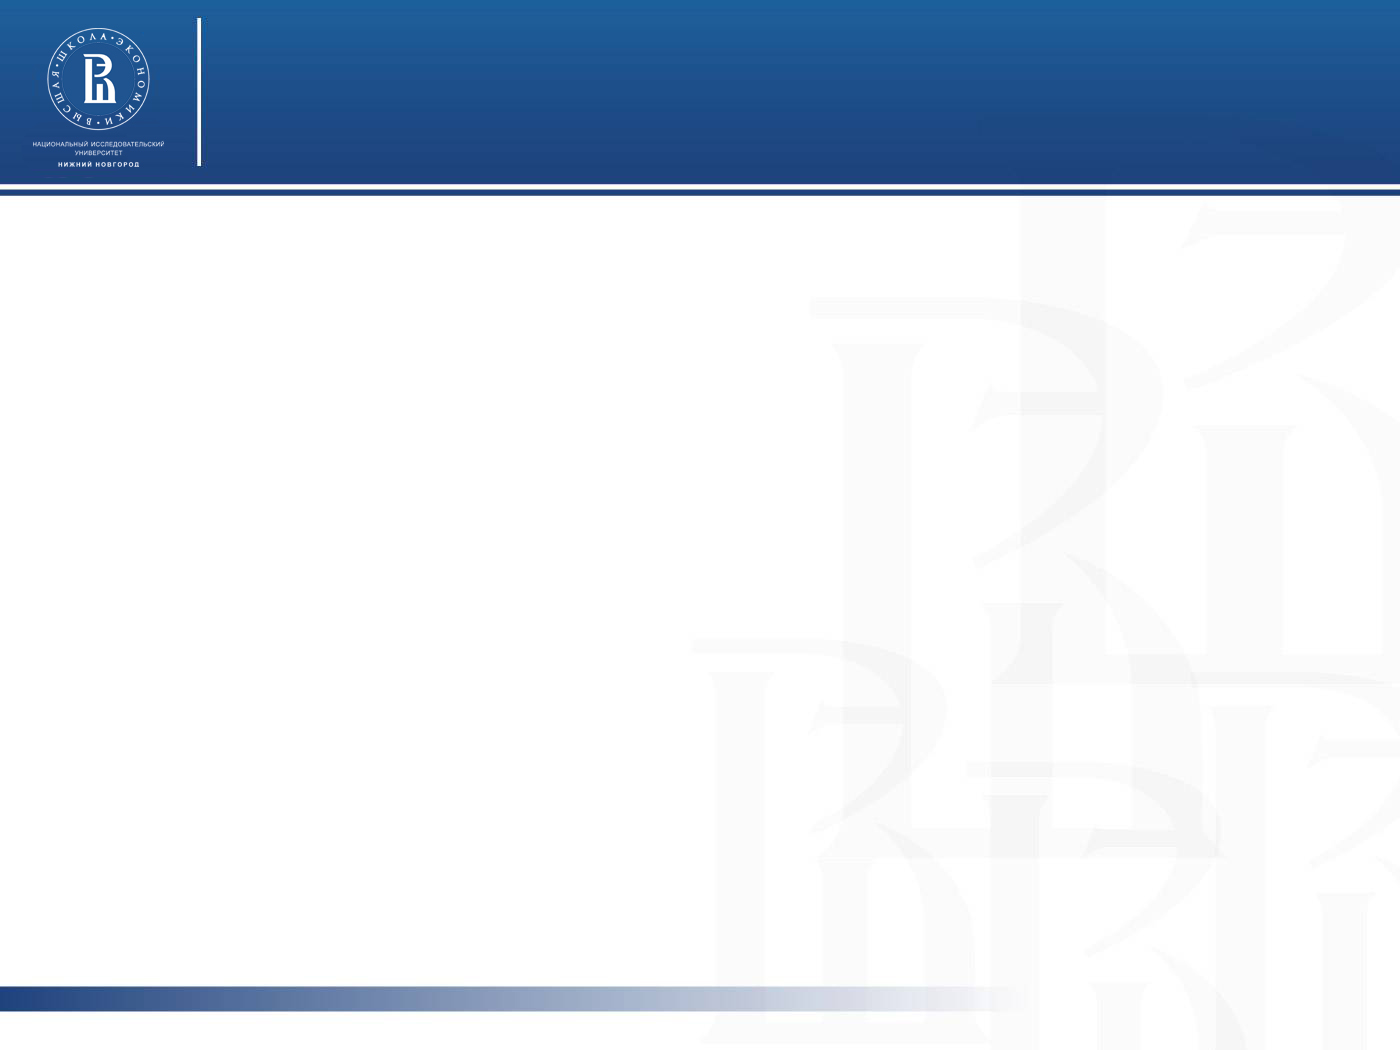 ВЫСШАЯ • ШКОЛА • ЭКОНОМИКИ •
НАЦИОНАЛЬНЫЙ ИССЛЕДОВАТЕЛЬСКИЙ
УНИВЕРСИТЕТ
НИЖНИЙ НОВГОРОД